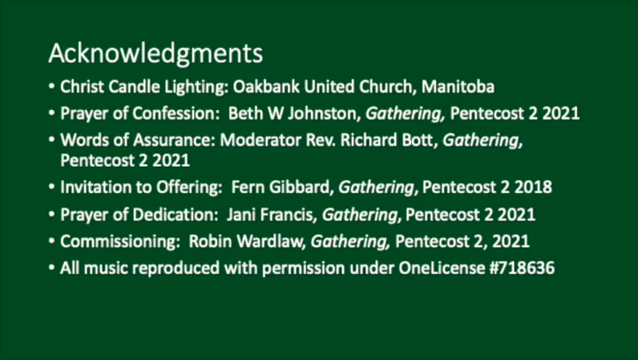 Acknowledgments
• Christ Candle Lighting: Oakbank United Church, Manitoba
• Prayer of Confession: Beth W Johnston, Gathering, Pentecost 2 2021
• Words of Assurance: Moderator Rev. Richard Bott, Gathering,
Pentecost 2 2021
• Invitation to Offering: Fern Gibbard, Gathering, Pentecost 2 2018
• Prayer of Dedication: Jani Francis, Gathering, Pentecost 2 2021
• Commissioning: Robin Wardlaw, Gathering, Pentecost 2, 2021
• All music reproduced with permission under OneLicense #718636